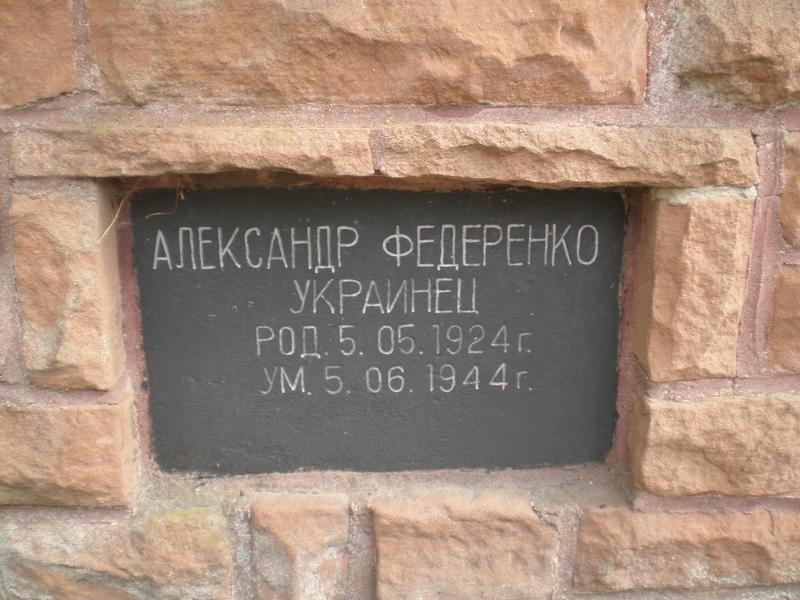 АЛЕКСАНДР ФЕДЕРЕНКО
УКРАИНЕЦ
РОД. 5. 05. 1924 г.
УМ. 5. 06. 1944 г.